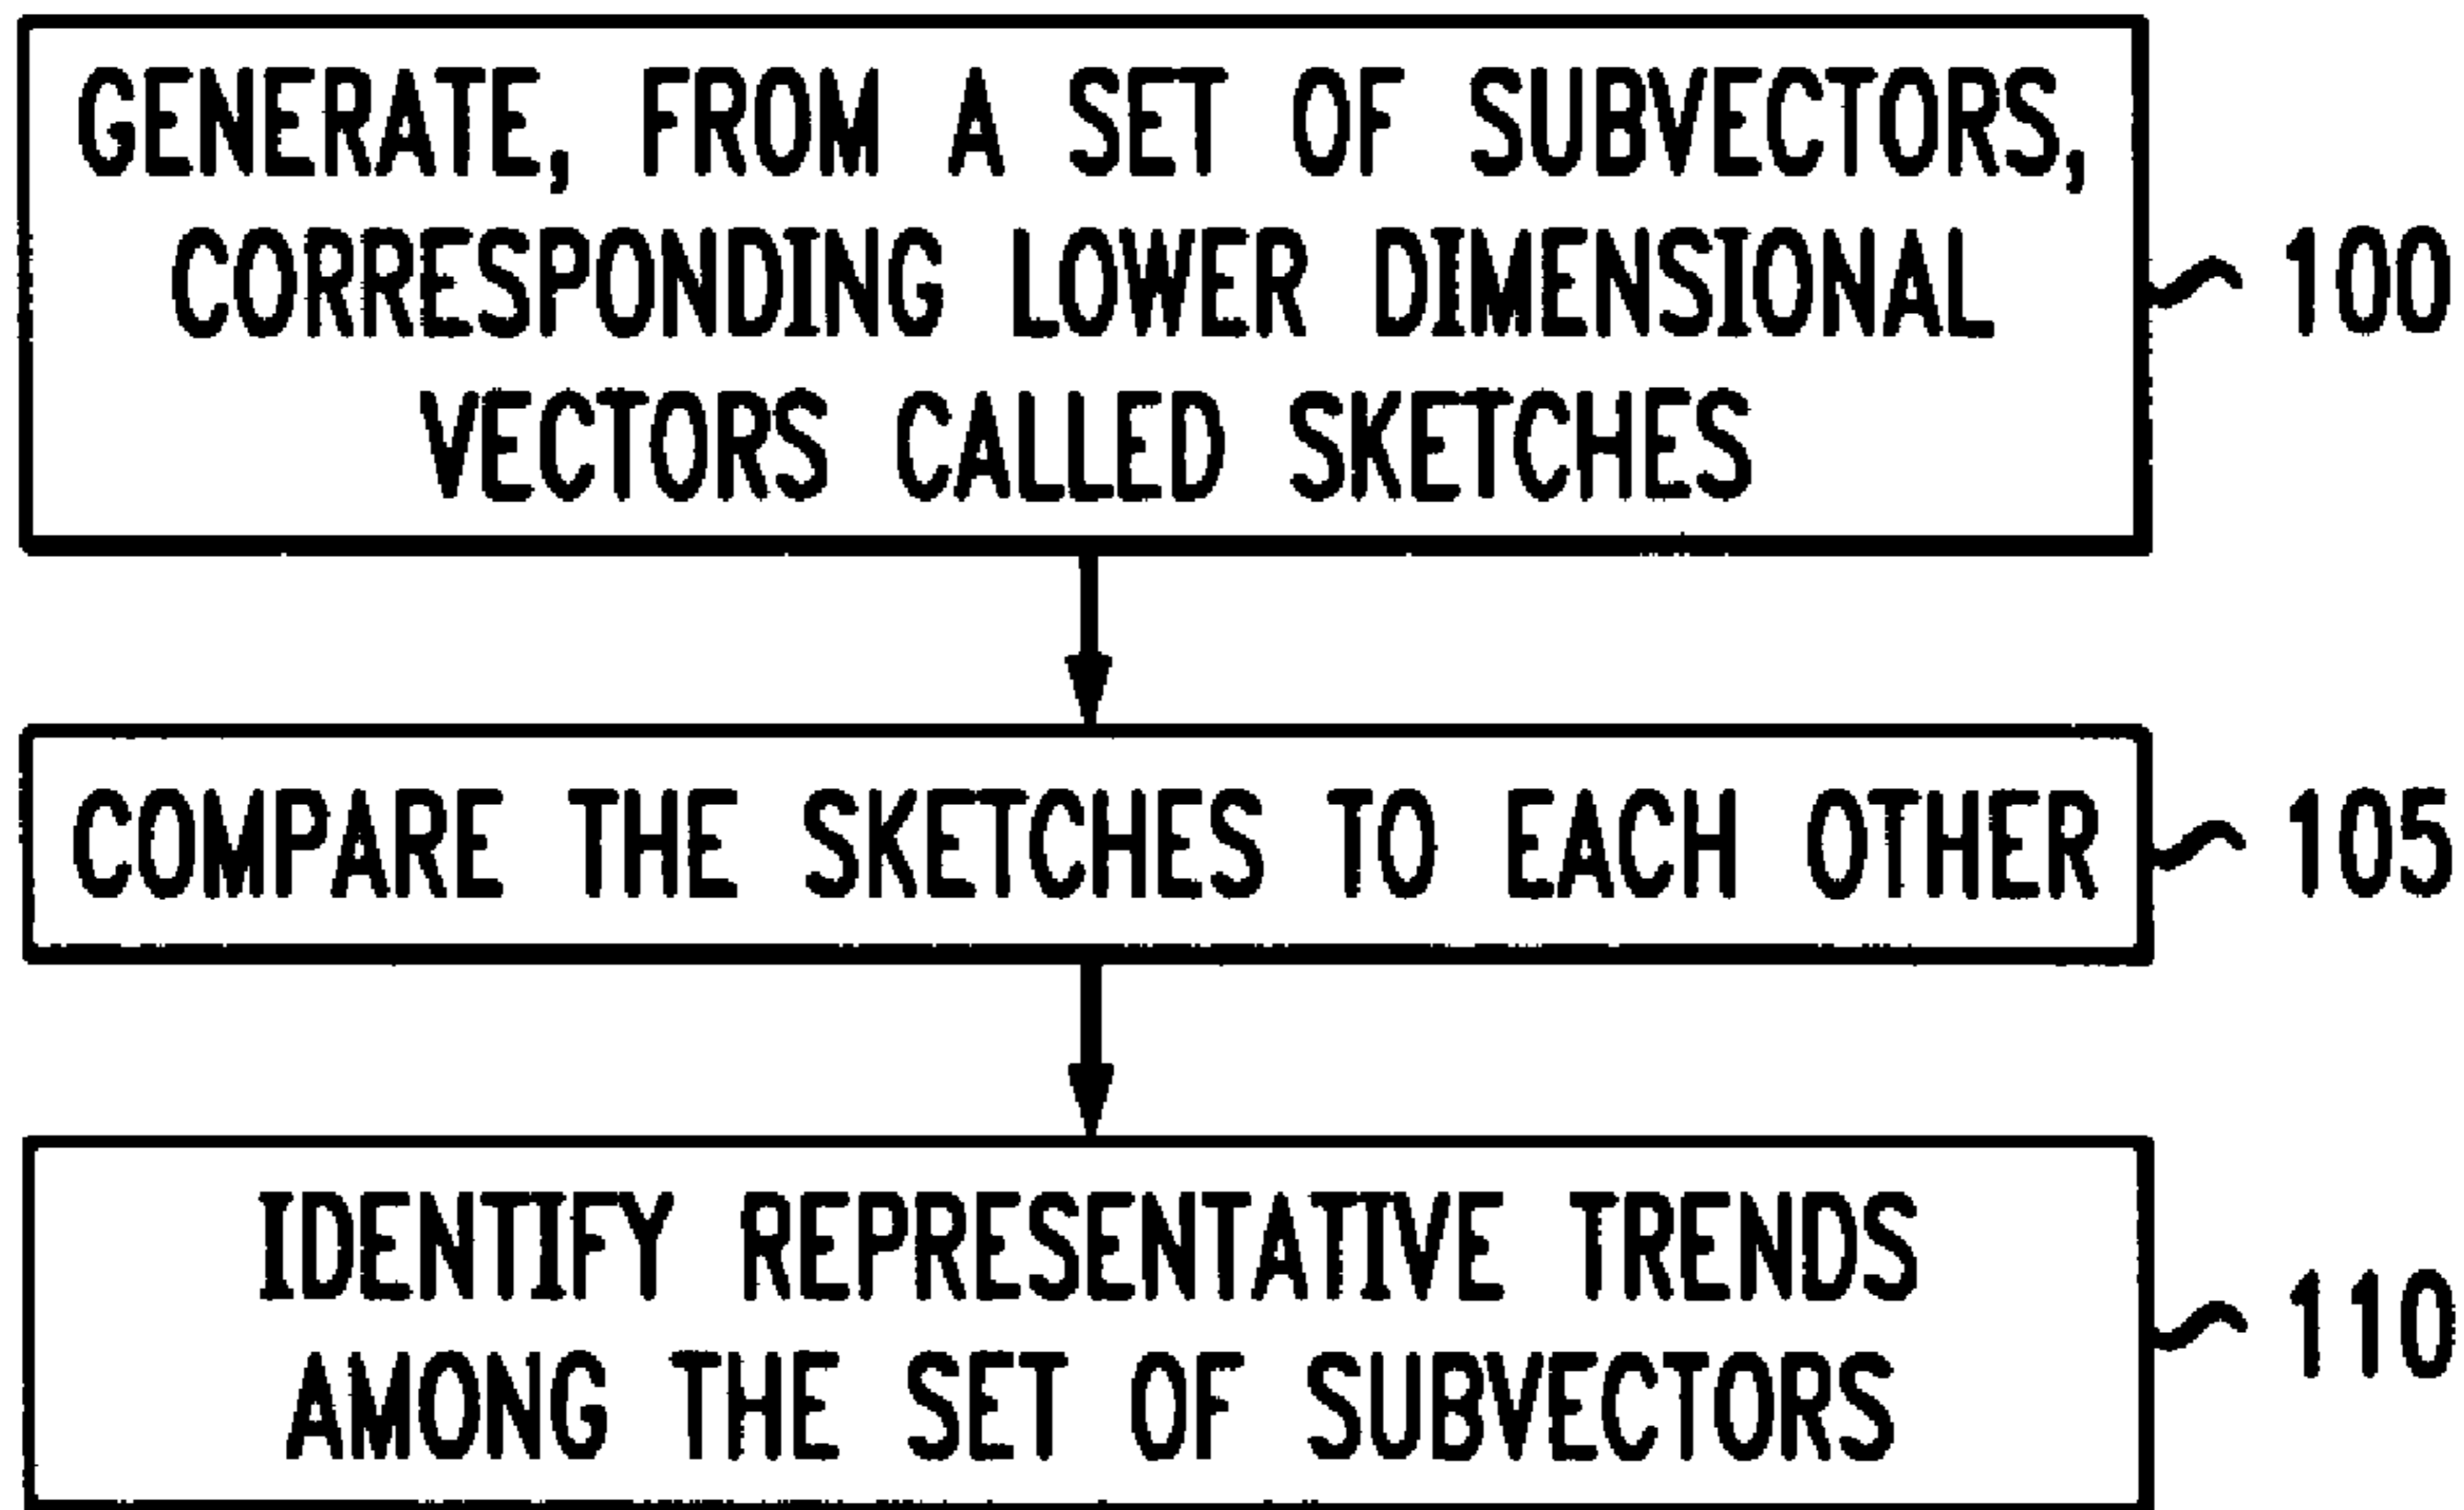 GENERATE, FROM A SET OF SUBVECTORS,
CORRESPONDING LOWER DIMENSIONAL
VECTORS CALLED SKETCHES
100
COMPARE THE SKETCHES TO EACH OTHER
105
IDENTIFY REPRESENTATIVE TRENDS
AMONG THE SET OF SUBVECTORS
110